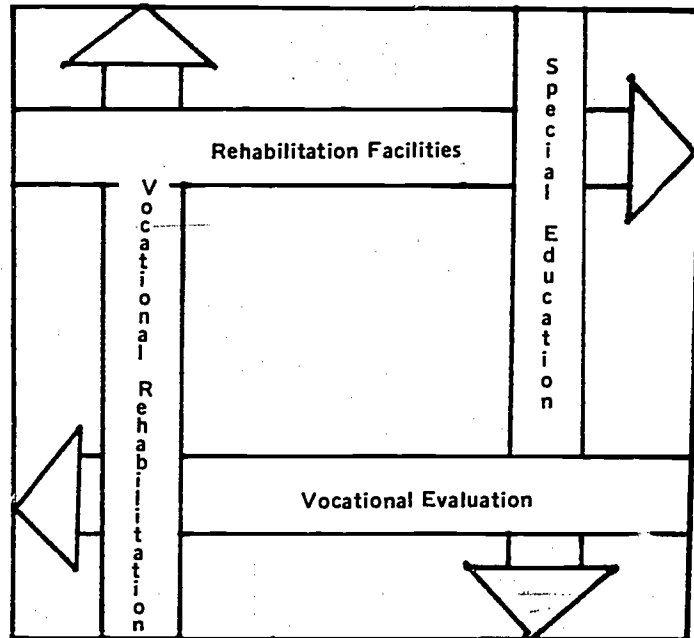 Rehabilitation Facilities
Special Education
Vocational Rehabilitation
Vocational Evaluation